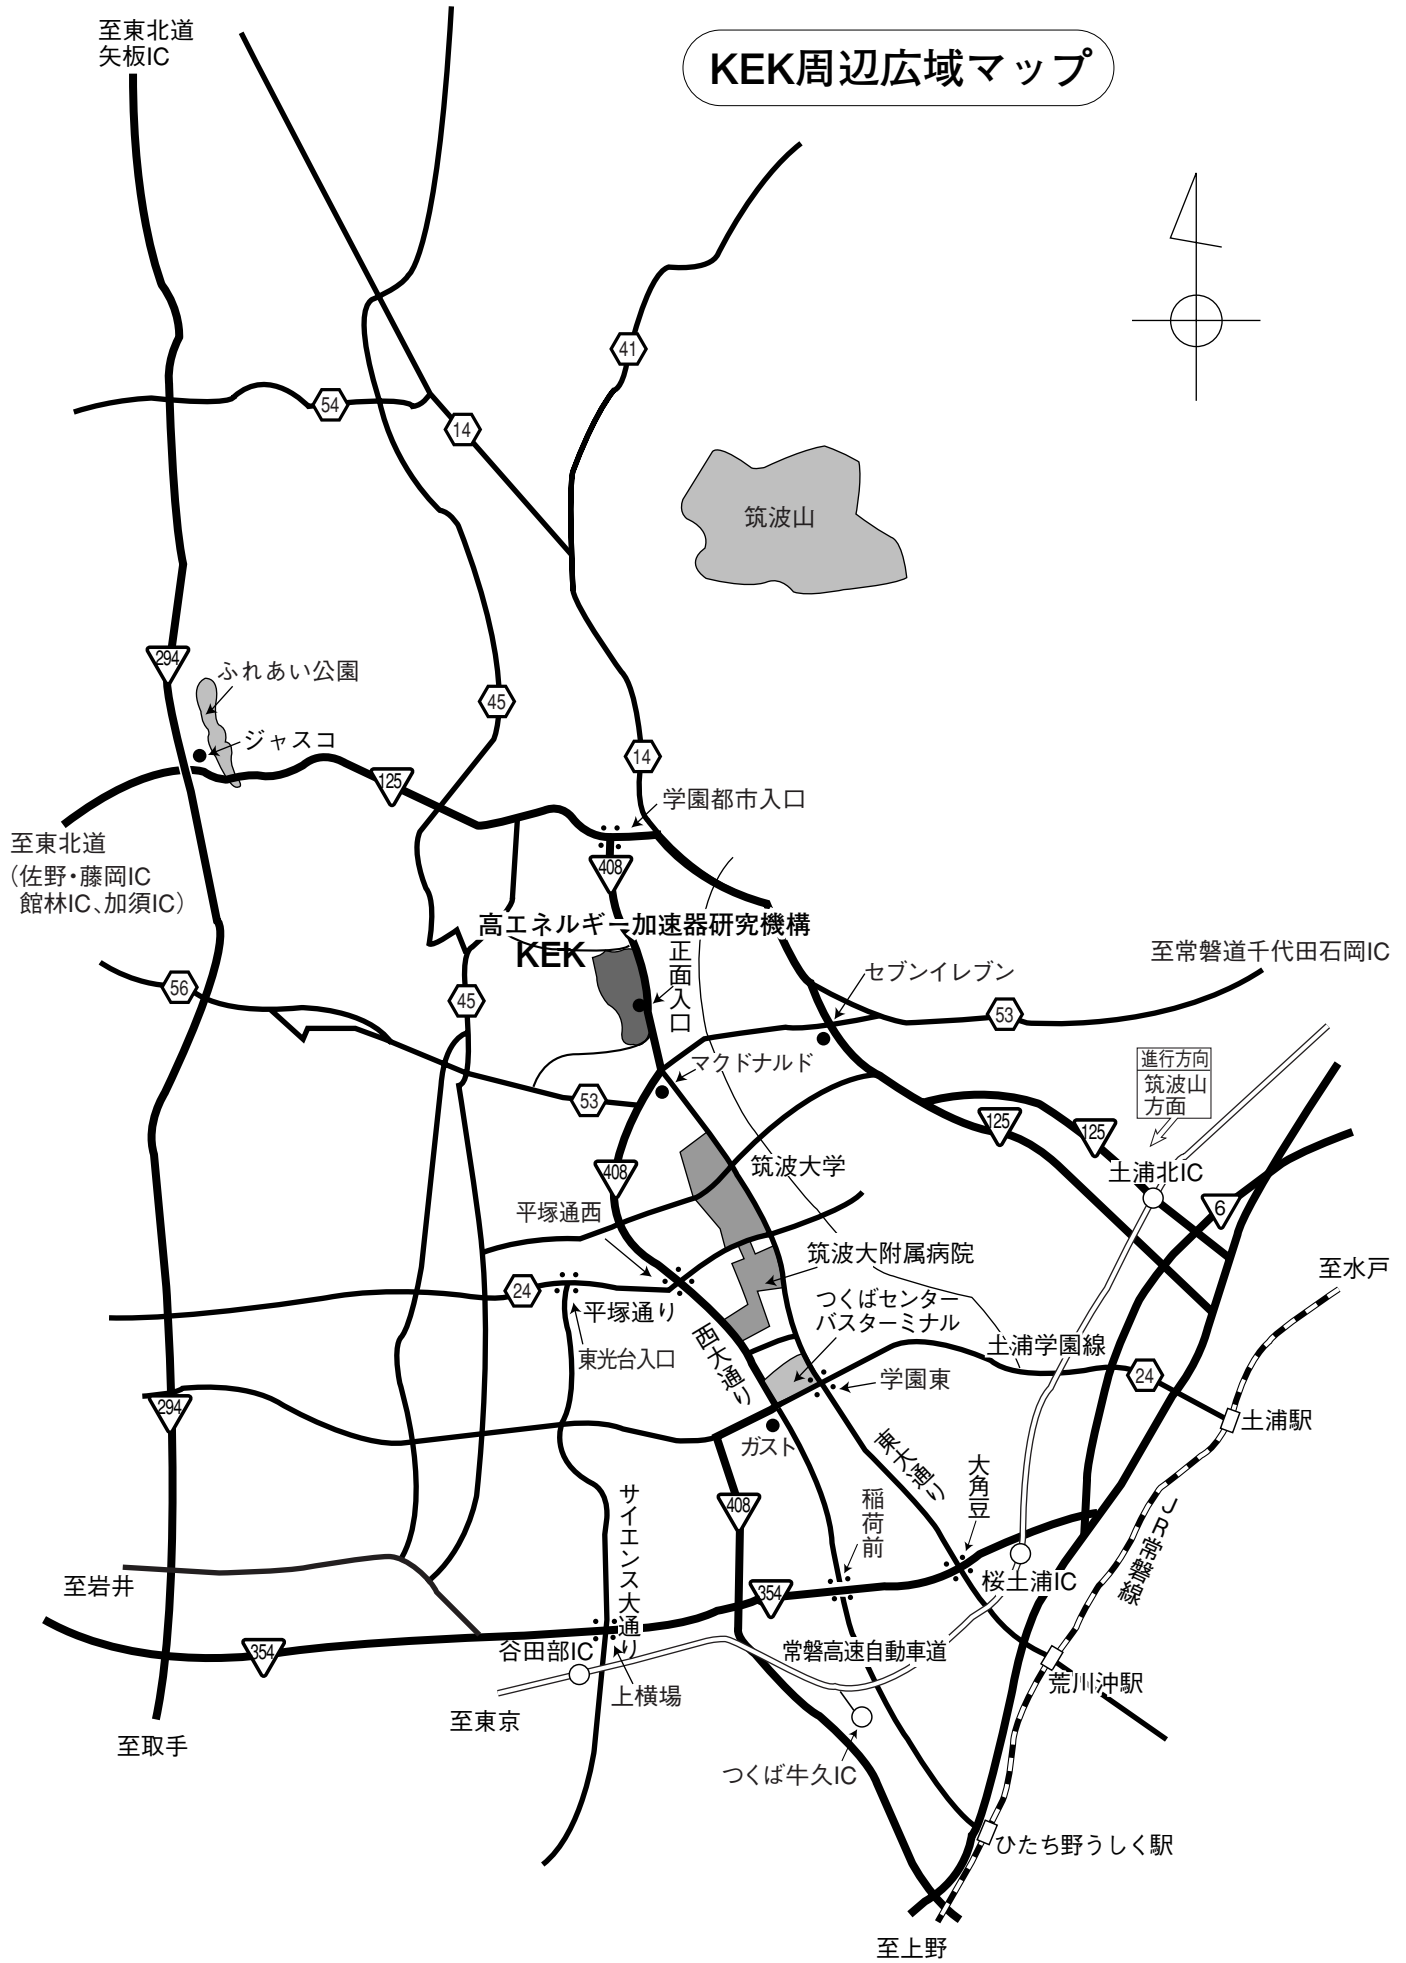 至東北道
矢板IC
KEK周辺広域マップ
41
54
14
筑波山
294
ふれあい公園
45
ジャスコ
14
125
学園都市入口
至東北道
（佐野・藤岡IC
館林IC、加須IC）
408
高エネルギー加速器研究機構
KEK
正面入口
至常磐道千代田石岡IC
セブンイレブン
56
45
53
マクドナルド
進行方向
筑波山
方面
53
125
125
408
筑波大学
土浦北IC
平塚通西
6
筑波大附属病院
至水戸
24
つくばセンター
バスターミナル
平塚通り
西大通り
土浦学園線
東光台入口
24
学園東
294
土浦駅
ガスト
東大通り
大角豆
サイエンス大通り
408
稲荷前
JR常磐線
至岩井
354
桜土浦IC
354
谷田部IC
常磐高速自動車道
荒川沖駅
上横場
至東京
至取手
つくば牛久IC
ひたち野うしく駅
至上野